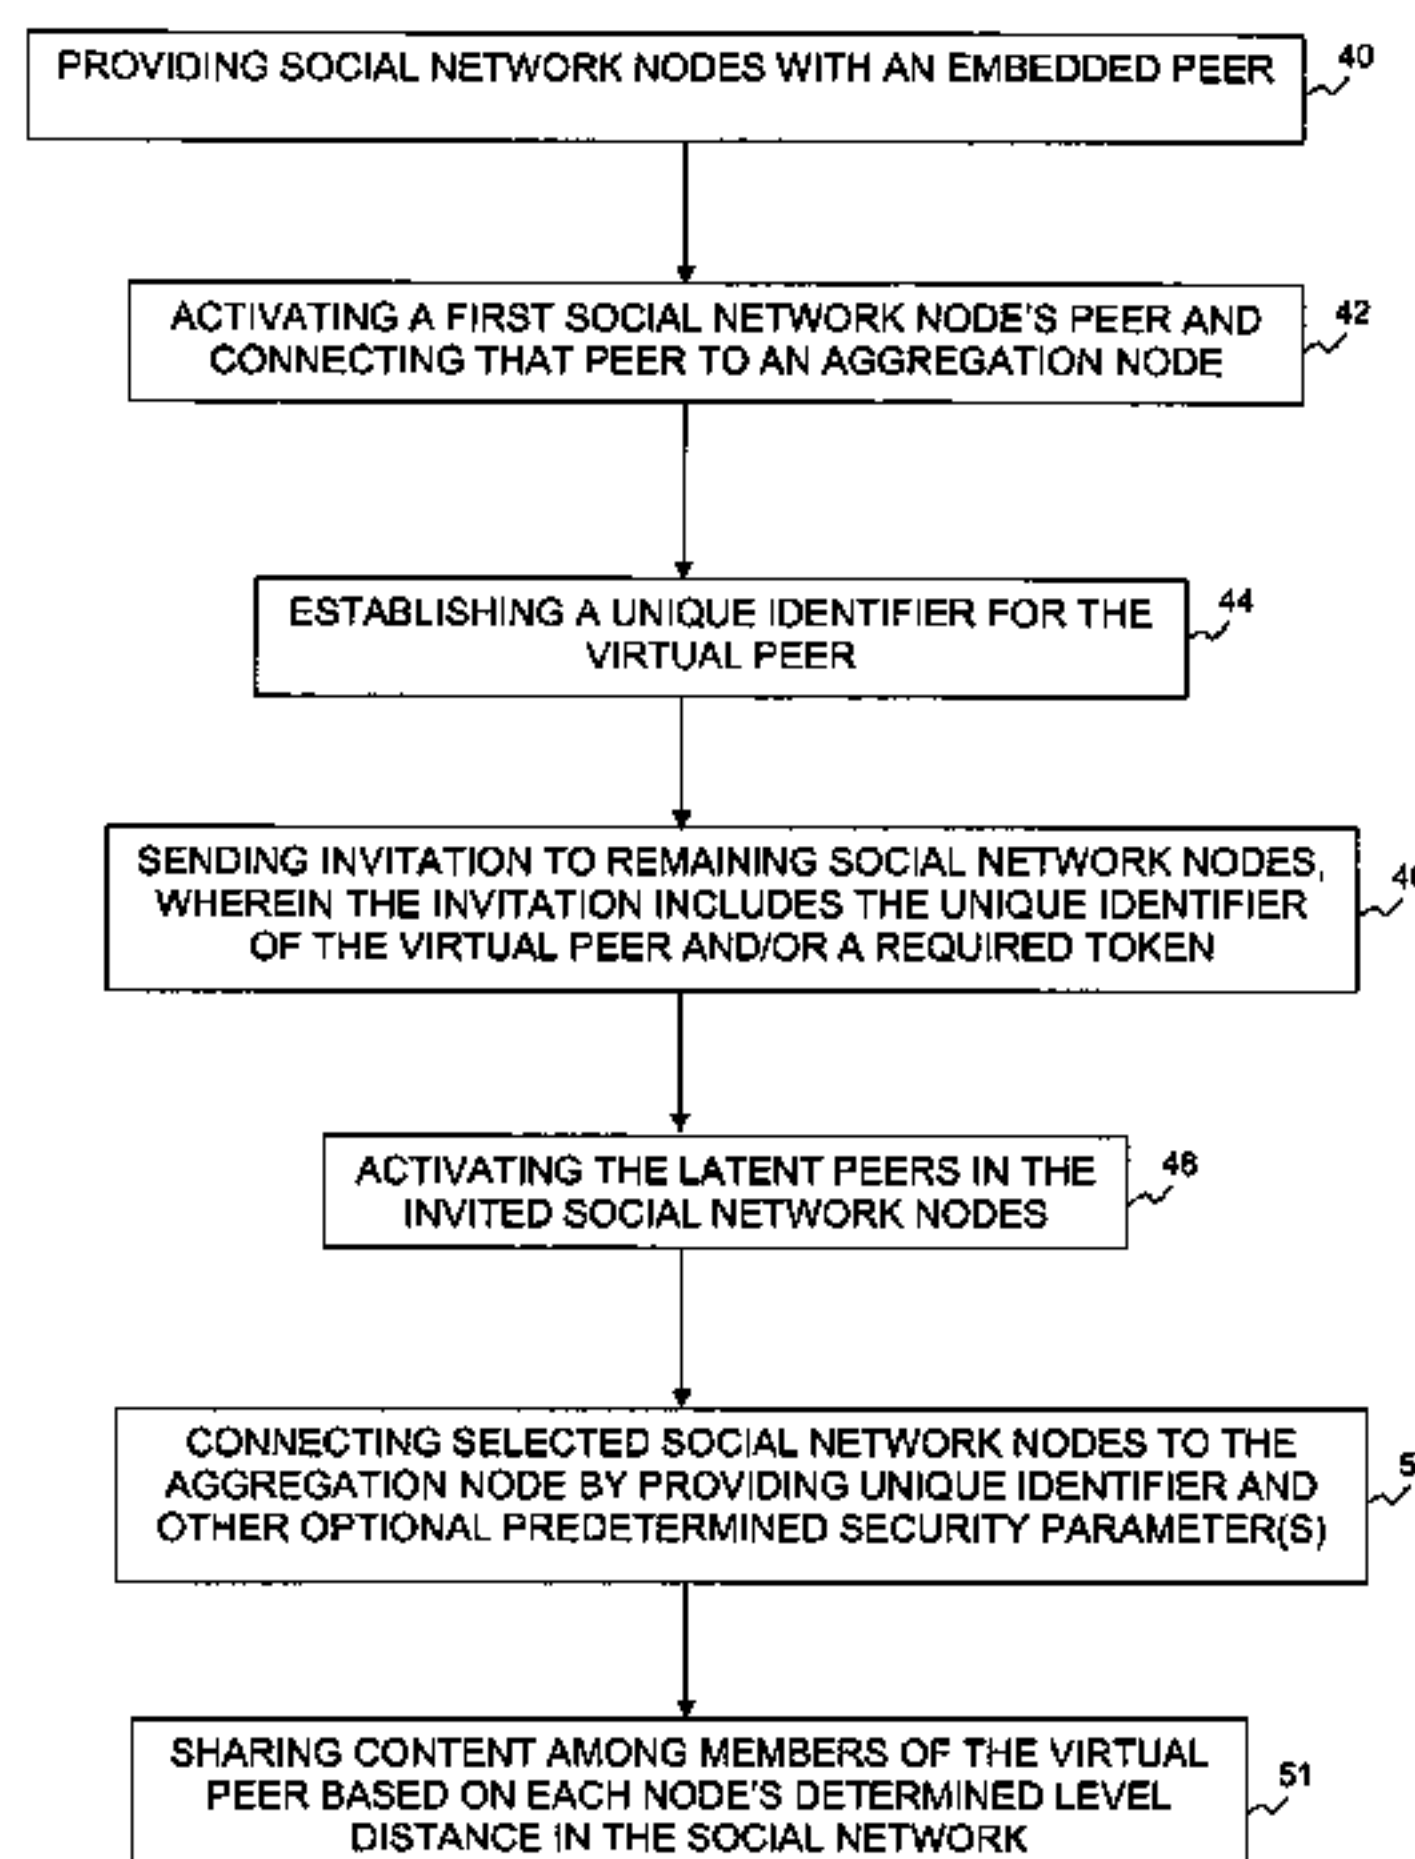 PROVIDING SOCIAL NETWORK NODES WITH AN EMBEDDED PEER
40
ACTIVATING A FIRST SOCIAL NETWORK NODE'S PEER AND
CONNECTING THAT PEER TO AN AGGREGATION NODE
42
ESTABLISHING A UNIQUE IDENTIFIER FOR THE
VIRTUAL PEER
44
SENDING INVITATION TO REMAINING SOCIAL NETWORK NODES,
WHEREIN THE INVITATION INCLUDES THE UNIQUE IDENTIFIER
OF THE VIRTUAL PEER AND/OR A REQUIRED TOKEN
ACTIVATING THE LATENT PEERS IN THE
INVITED SOCIAL NETWORK NODES
48
CONNECTING SELECTED SOCIAL NETWORK NODES TO THE
AGGREGATION NODE BY PROVIDING UNIQUE IDENTIFIER AND
OTHER OPTIONAL PREDETERMINED SECURITY PARAMETER(S)
SHARING CONTENT AMONG MEMBERS OF THE VIRTUAL
PEER BASED ON EACH NODE'S DETERMINED LEVEL
DISTANCE IN THE SOCIAL NETWORK
51